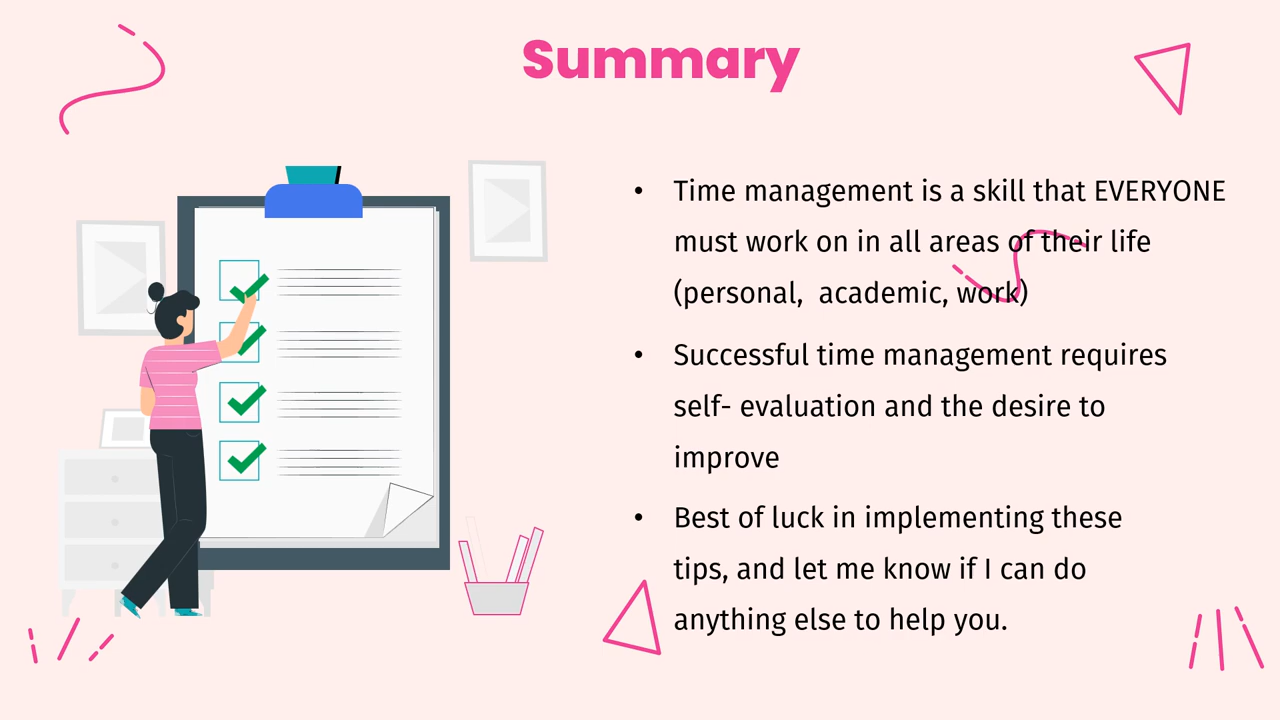 Summary
• Time management is a skill that EVERYONE
must work on in all areas of their life
(personal,  academic, work)
• Successful time management requires
self- evaluation and the desire to
improve
• Best of luck in implementing these
tips, and let me know if I can do
anything else to help you.